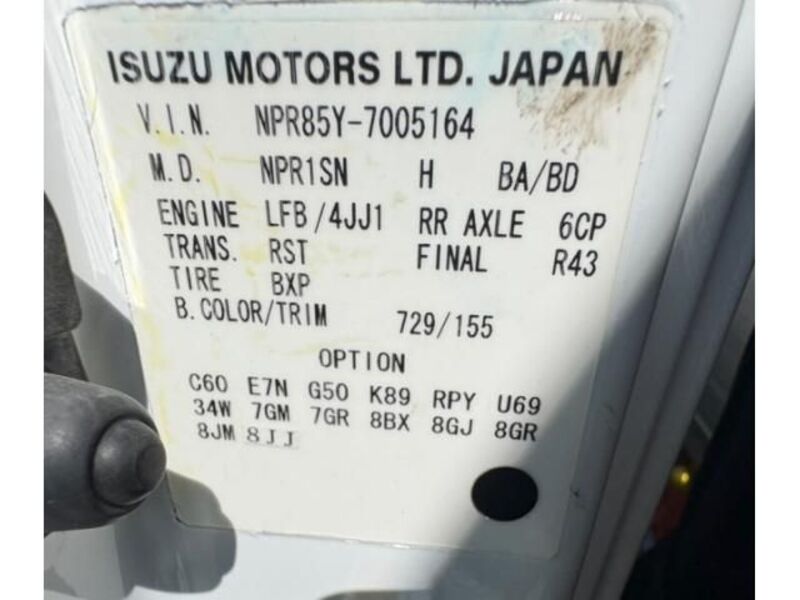 ISUZU MOTORS LTD. JAPAN
V.I.N. NPR85Y-7005164
M.D. NPR1SN H BA/BD
ENGINE LFB/4JJ1 RR AXLE 6CP
TRANS. RST FINAL R43
TIRE BXP
B.COLOR/TRIM 729/155
OPTION
C60 E7N G50 K89 RPY U69
34W 7GM 7GR 8BX 8GJ 8GR
8JM 8JJ